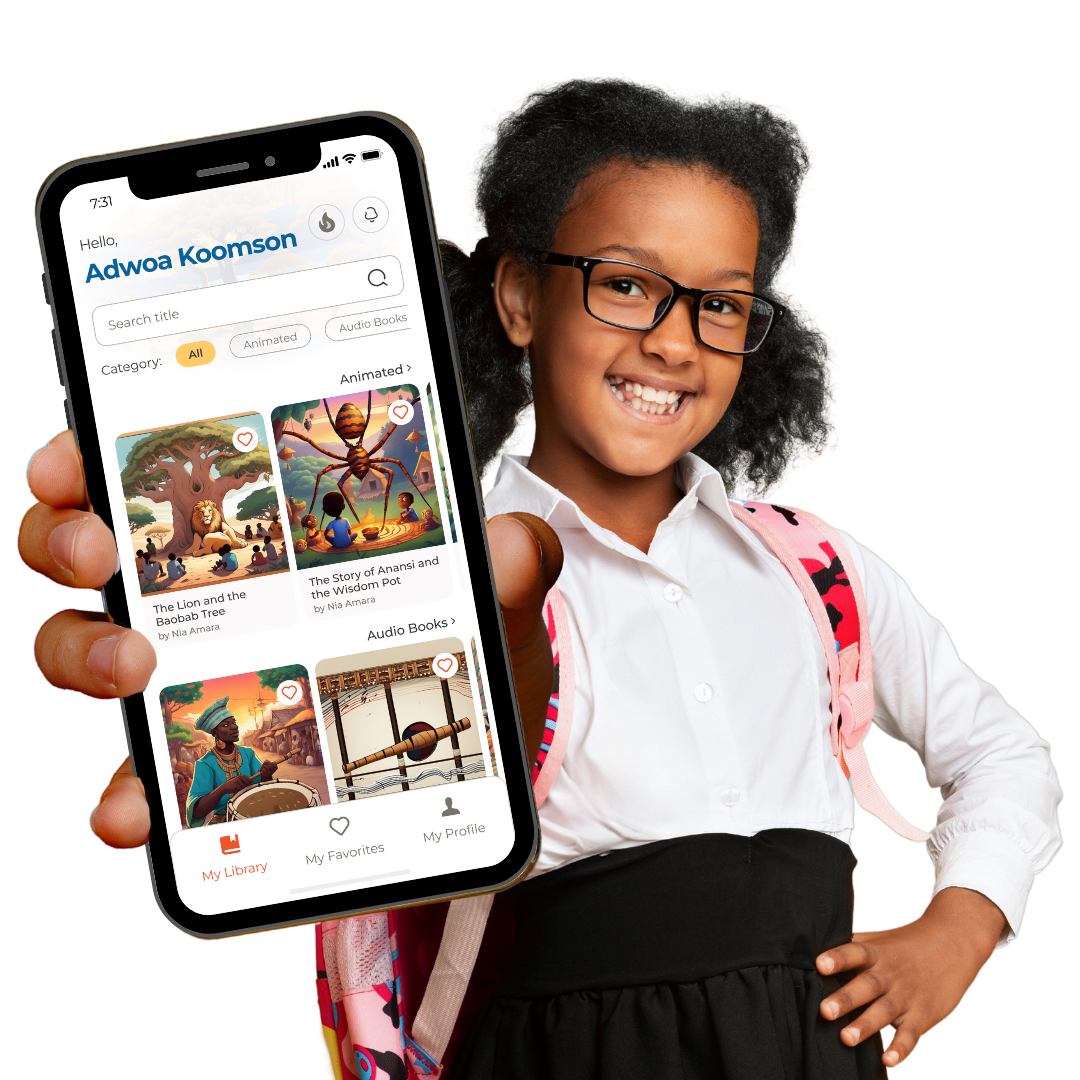 7:31
Hello,
Adwoa Koomson
Search title
Category:
All
Animated
Audio Books
Animated ›
The Lion and the
Baobab Tree
by Nia Amara
The Story of Anansi and
the Wisdom Pot
by Nia Amara
Audio Books ›
My Library
My Favorites
My Profile